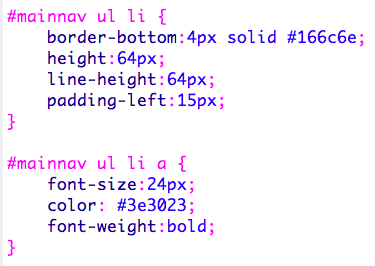 #mainnav ul li {
    border-bottom:4px solid #166c6e;
    height:64px;
    line-height:64px;
    padding-left:15px;
}

#mainnav ul li a {
    font-size:24px;
    color: #3e3023;
    font-weight:bold;
}